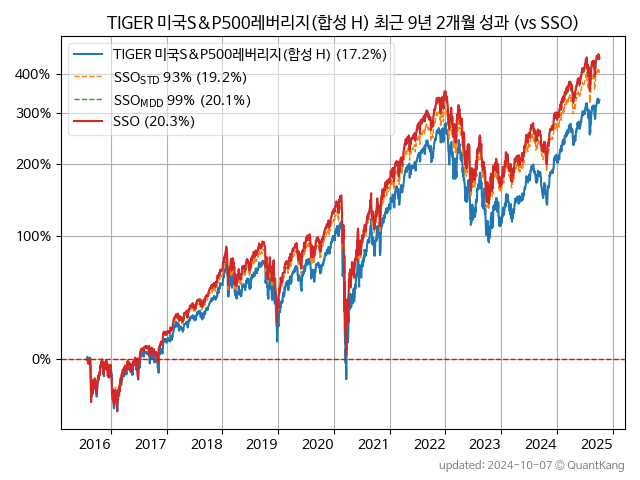 TIGER 미국S&P500레버리지(합성 H) 최근 9년 2개월 성과 (vs SSO)
TIGER 미국S&P500레버리지(합성 H) (17.2%)
SSO_STD 93% (19.2%)
SSO_MDD 99% (20.1%)
SSO (20.3%)
400%
300%
200%
100%
0%
2016 2017 2018 2019 2020 2021 2022 2023 2024 2025
updated: 2024-10-07 © QuantKang